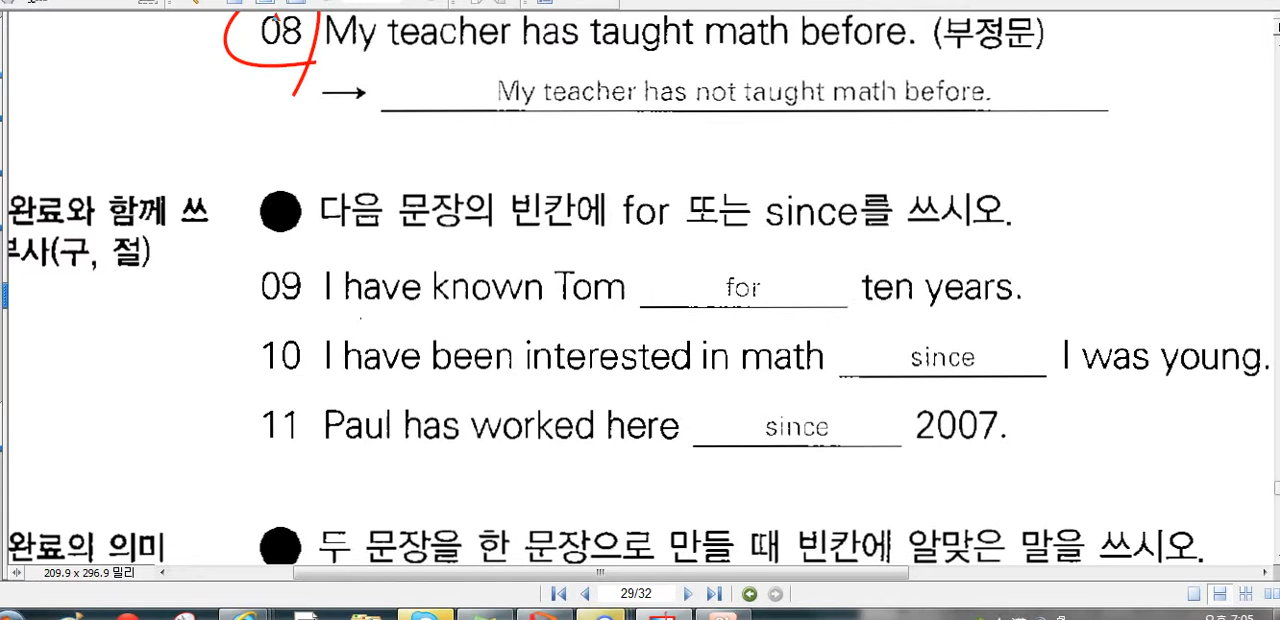 08 My teacher has taught math before. (부정문)
→ My teacher has not taught math before.
완료와 함께 쓰
부사(구, 절)
● 다음 문장의 빈칸에 for 또는 since를 쓰시오.
09 I have known Tom for ten years.
10 I have been interested in math since I was young.
11 Paul has worked here since 2007.
완료의 의미
● 두 문장을 한 문장으로 만들 때 빈칸에 알맞은 말을 쓰시오.
209.9 x 296.9 밀리
29/32